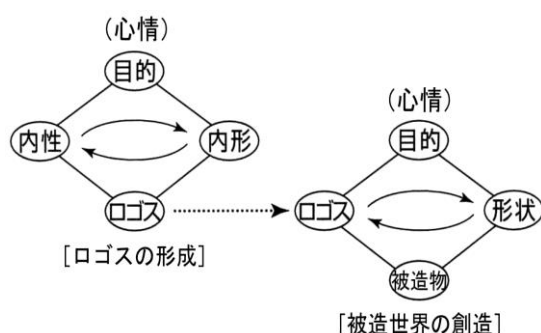 (心情)
目的
内性
内形
ロゴス
[ロゴスの形成]
(心情)
目的
ロゴス
形状
被造物
[被造世界の創造]